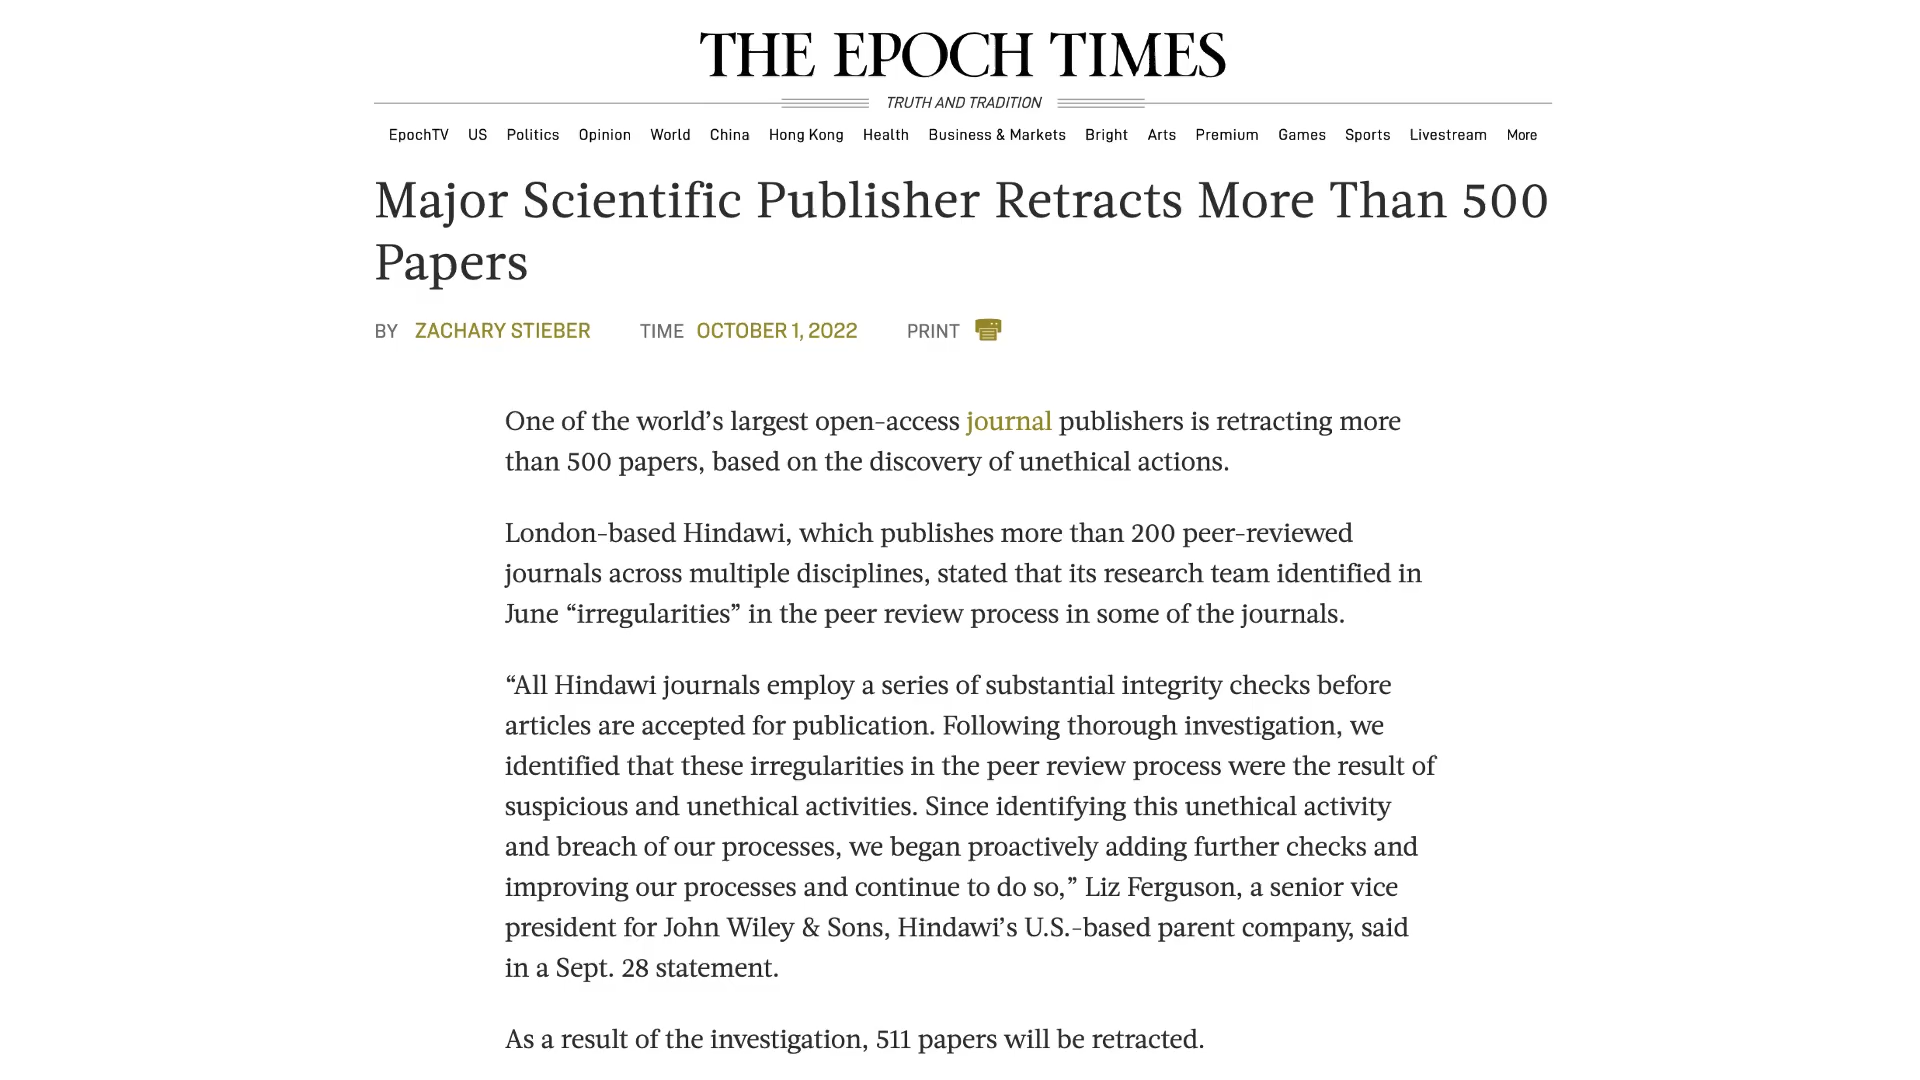 THE EPOCH TIMES
TRUTH AND TRADITION
EpochTV US Politics Opinion World China Hong Kong Health Business & Markets Bright Arts Premium Games Sports Livestream More
Major Scientific Publisher Retracts More Than 500
Papers
BY ZACHARY STIEBER TIME OCTOBER 1, 2022 PRINT
One of the world’s largest open-access journal publishers is retracting more
than 500 papers, based on the discovery of unethical actions.
London-based Hindawi, which publishes more than 200 peer-reviewed
journals across multiple disciplines, stated that its research team identified in
June “irregularities” in the peer review process in some of the journals.
“All Hindawi journals employ a series of substantial integrity checks before
articles are accepted for publication. Following thorough investigation, we
identified that these irregularities in the peer review process were the result of
suspicious and unethical activities. Since identifying this unethical activity
and breach of our processes, we began proactively adding further checks and
improving our processes and continue to do so,” Liz Ferguson, a senior vice
president for John Wiley & Sons, Hindawi’s U.S.-based parent company, said
in a Sept. 28 statement.
As a result of the investigation, 511 papers will be retracted.